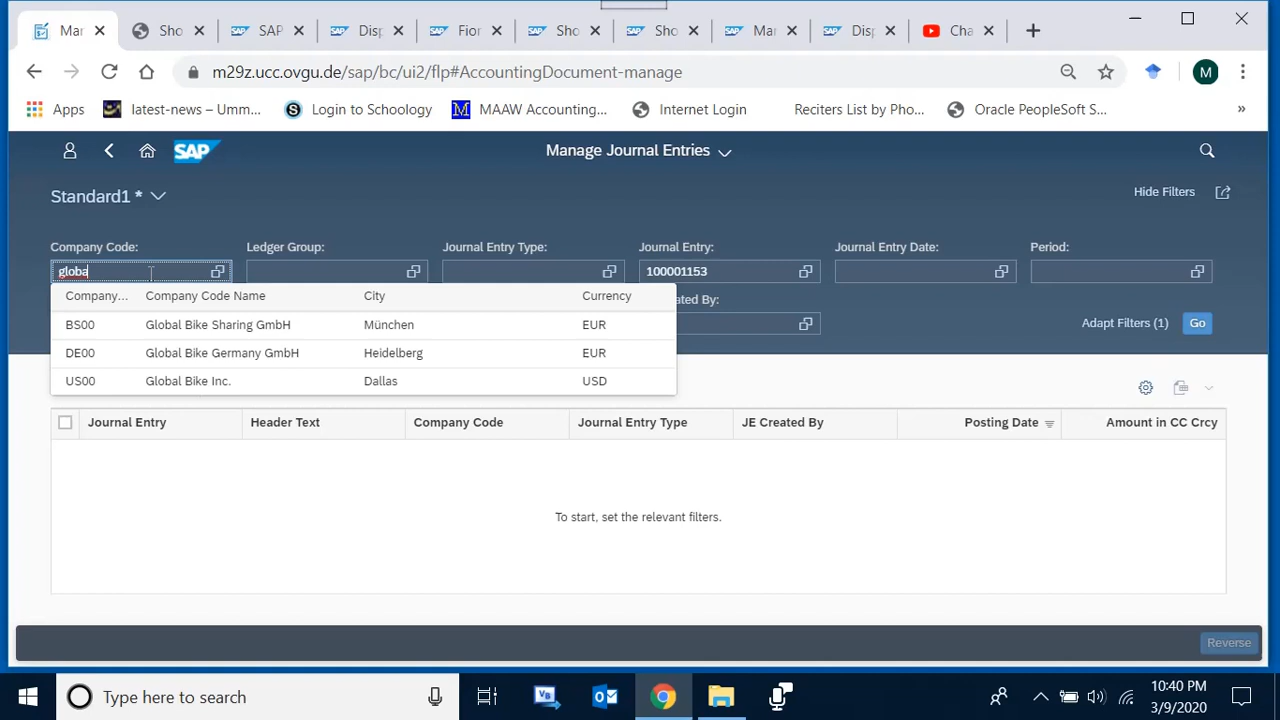 Mar
Sho
SAP
Disp
Fior
Sho
Sho
Mar
Disp
Cha
m29z.ucc.ovgu.de/sap/bc/ui2/flp#AccountingDocument-manage
M
Apps
latest-news – Umm...
S
Login to Schoology
M
MAAW Accounting...
Internet Login
Reciters List by Pho...
Oracle PeopleSoft S...
»
SAP
Manage Journal Entries
Standard1 *
Hide Filters
Company Code:
Ledger Group:
Journal Entry Type:
Journal Entry:
Journal Entry Date:
Period:
globa
100001153
Company...
Company Code Name
City
Currency
ated By:
BS00
Global Bike Sharing GmbH
München
EUR
Adapt Filters (1)
Go
DE00
Global Bike Germany GmbH
Heidelberg
EUR
US00
Global Bike Inc.
Dallas
USD
Journal Entry
Header Text
Company Code
Journal Entry Type
JE Created By
Posting Date
Amount in CC Crcy
To start, set the relevant filters.
Reverse
Type here to search
10:40 PM
3/9/2020